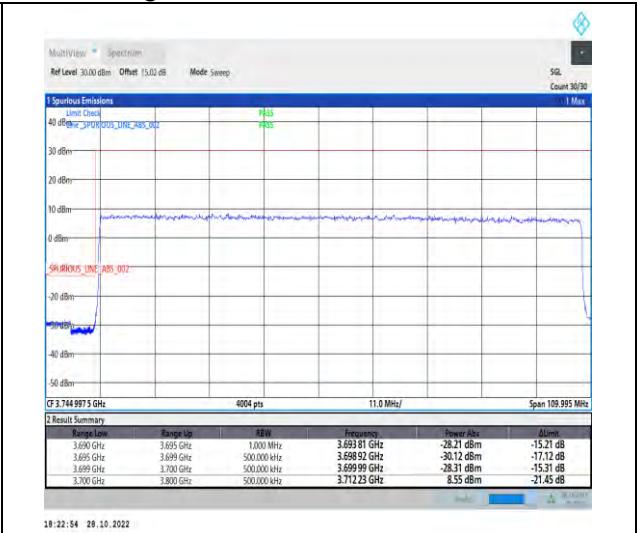 MultiView Spectrum
Ref Level 30.00 dBm Offset 15.02 dB Mode Sweep SGL
Count 30/30
1 Spurious Emissions 1 Max
Limit Check PASS
40 dBm Line _SPURIOUS_LINE_ABS_002 PASS
30 dBm
20 dBm
10 dBm
0 dBm
_SPURIOUS_LINE_ABS_002
-20 dBm
-30 dBm
-40 dBm
-50 dBm
CF 3.744 997 5 GHz 4004 pts 11.0 MHz/ Span 109.995 MHz
2 Result Summary
Range Low Range Up RBW Frequency Power Abs ΔLimit
3.690 GHz 3.695 GHz 1.000 MHz 3.693 81 GHz -28.21 dBm -15.21 dB
3.695 GHz 3.699 GHz 500.000 kHz 3.698 92 GHz -30.12 dBm -17.12 dB
3.699 GHz 3.700 GHz 500.000 kHz 3.699 99 GHz -28.31 dBm -15.31 dB
3.700 GHz 3.800 GHz 500.000 kHz 3.712 23 GHz 8.55 dBm -21.45 dB
18:22:54 28.10.2022